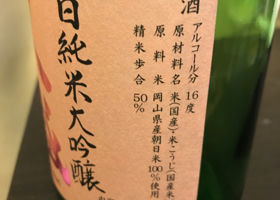 酒
アルコール分 16度
原材料名 米(国産)・米こうじ(国産米
原料米 岡山県産朝日米100%使用
精米歩合 50%
日純米大吟醸